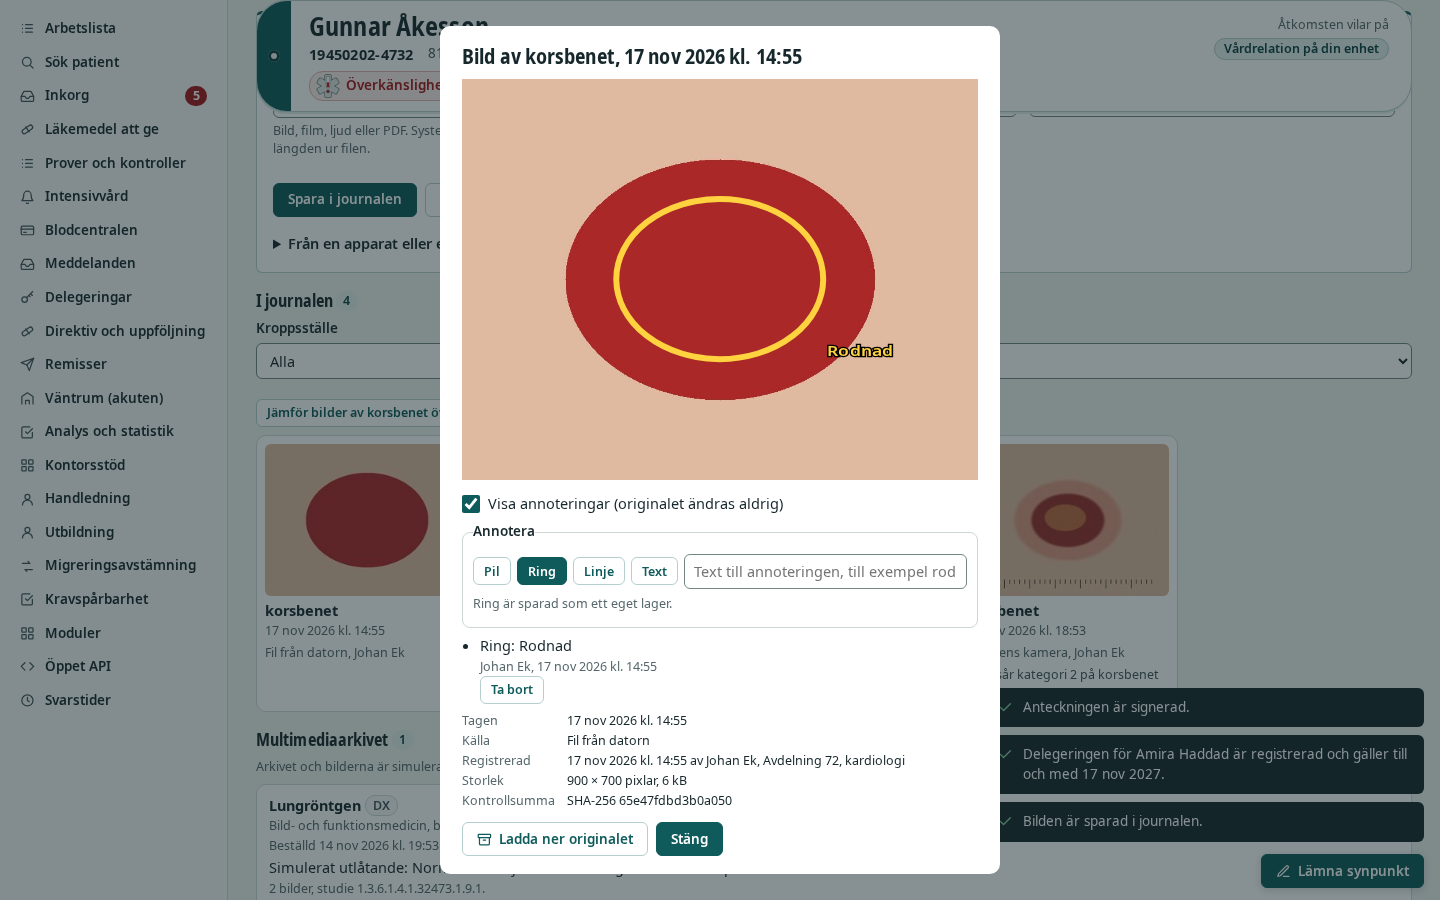 Arbetslista
Sök patient
Inkorg 5
Läkemedel att ge
Prover och kontroller
Intensivvård
Blodcentralen
Meddelanden
Delegeringar
Direktiv och uppföljning
Remisser
Väntrum (akuten)
Analys och statistik
Kontorsstöd
Handledning
Utbildning
Migreringsavstämning
Kravspårbarhet
Moduler
Öppet API
Svarstider
Gunnar Åkesson
19450202-4732 81
Överkänslighe
Åtkomsten vilar på
Vårdrelation på din enhet
Bild, film, ljud eller PDF. Syste
längden ur filen.
Spara i journalen
Från en apparat eller e
I journalen 4
Kroppsställe
Alla
Jämför bilder av korsbenet öv
korsbenet
17 nov 2026 kl. 14:55
Fil från datorn, Johan Ek
benet
v 2026 kl. 18:53
ens kamera, Johan Ek
sår kategori 2 på korsbenet
Multimediaarkivet 1
Arkivet och bilderna är simulera
Lungröntgen DX
Bild- och funktionsmedicin, b
Beställd 14 nov 2026 kl. 19:53
Simulerat utlåtande: Norm
2 bilder, studie 1.3.6.1.4.1.32473.1.9.1.
Bild av korsbenet, 17 nov 2026 kl. 14:55
Rodnad
Visa annoteringar (originalet ändras aldrig)
Annotera
Pil Ring Linje Text Text till annoteringen, till exempel rod
Ring är sparad som ett eget lager.
Ring: Rodnad
Johan Ek, 17 nov 2026 kl. 14:55
Ta bort
Tagen 17 nov 2026 kl. 14:55
Källa Fil från datorn
Registrerad 17 nov 2026 kl. 14:55 av Johan Ek, Avdelning 72, kardiologi
Storlek 900 × 700 pixlar, 6 kB
Kontrollsumma SHA-256 65e47fdbd3b0a050
Ladda ner originalet Stäng
Anteckningen är signerad.
Delegeringen för Amira Haddad är registrerad och gäller till
och med 17 nov 2027.
Bilden är sparad i journalen.
Lämna synpunkt